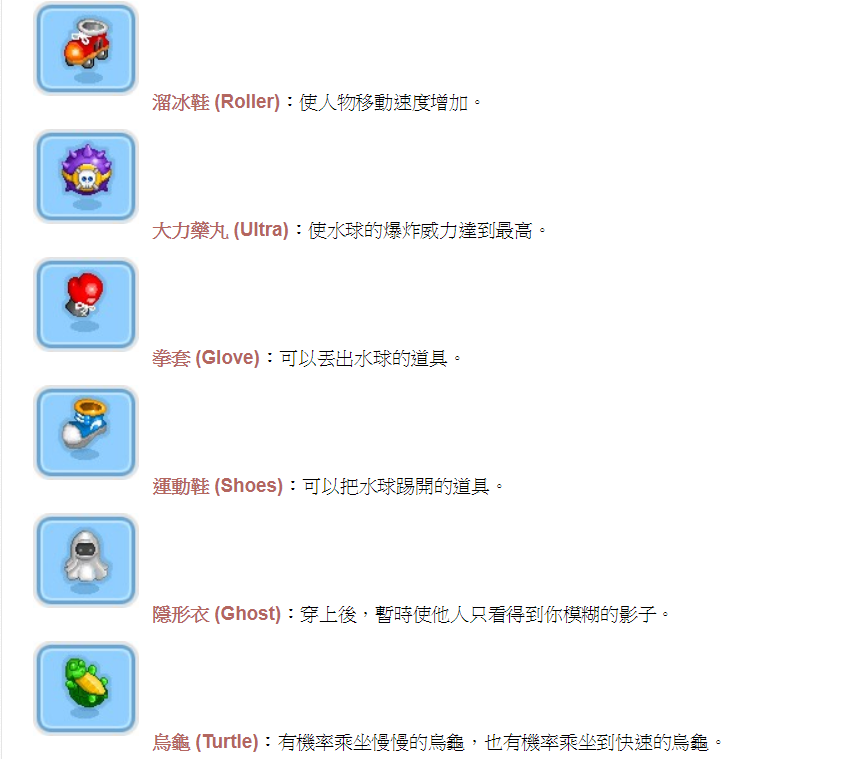 溜冰鞋 (Roller)：使人物移動速度增加。
大力藥丸 (Ultra)：使水球的爆炸威力達到最高。
拳套 (Glove)：可以丟出水球的道具。
運動鞋 (Shoes)：可以把水球踢開的道具。
隱形衣 (Ghost)：穿上後，暫時使他人只看得到你模糊的影子。
烏龜 (Turtle)：有機率乘坐慢慢的烏龜，也有機率乘坐到快速的烏龜。